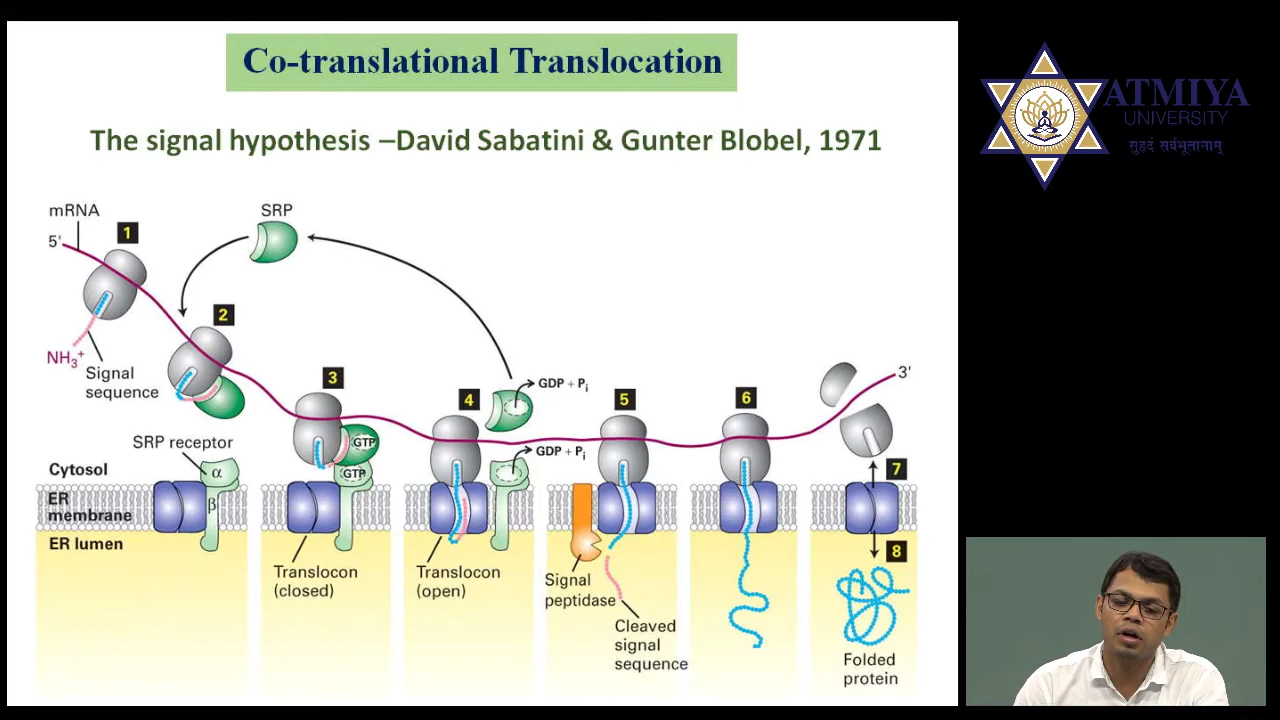 Co-translational Translocation
The signal hypothesis –David Sabatini & Gunter Blobel, 1971
ATMIYA
UNIVERSITY
सुहृदं सर्वभूतानाम्
mRNA
5'
1
SRP
2
NH3+
Signal
sequence
3
4
GDP + Pi
5
6
3'
SRP receptor
GTP
GTP
GDP + Pi
7
Cytosol
α
ER
membrane
β
ER lumen
8
Translocon
(closed)
Translocon
(open)
Signal
peptidase
Cleaved
signal
sequence
Folded
protein